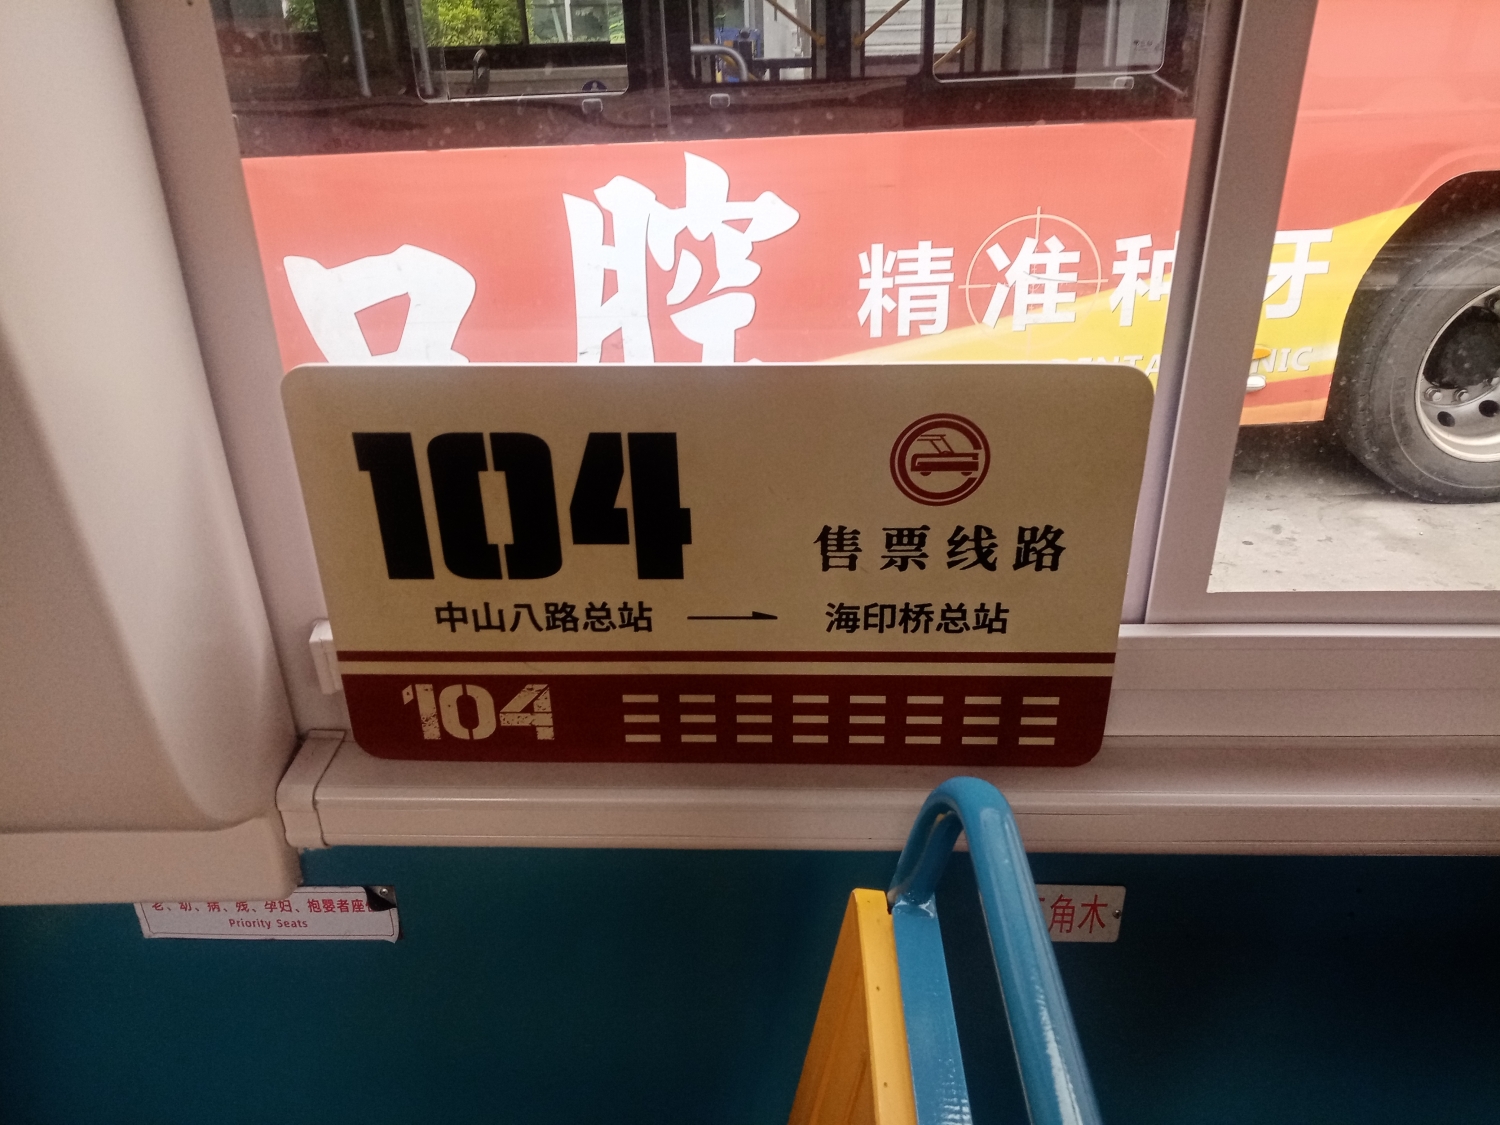 口腔 精准种牙
104
售票线路
中山八路总站 → 海印桥总站
104
老、幼、病、残、孕妇、抱婴者座位
Priority Seats
角木